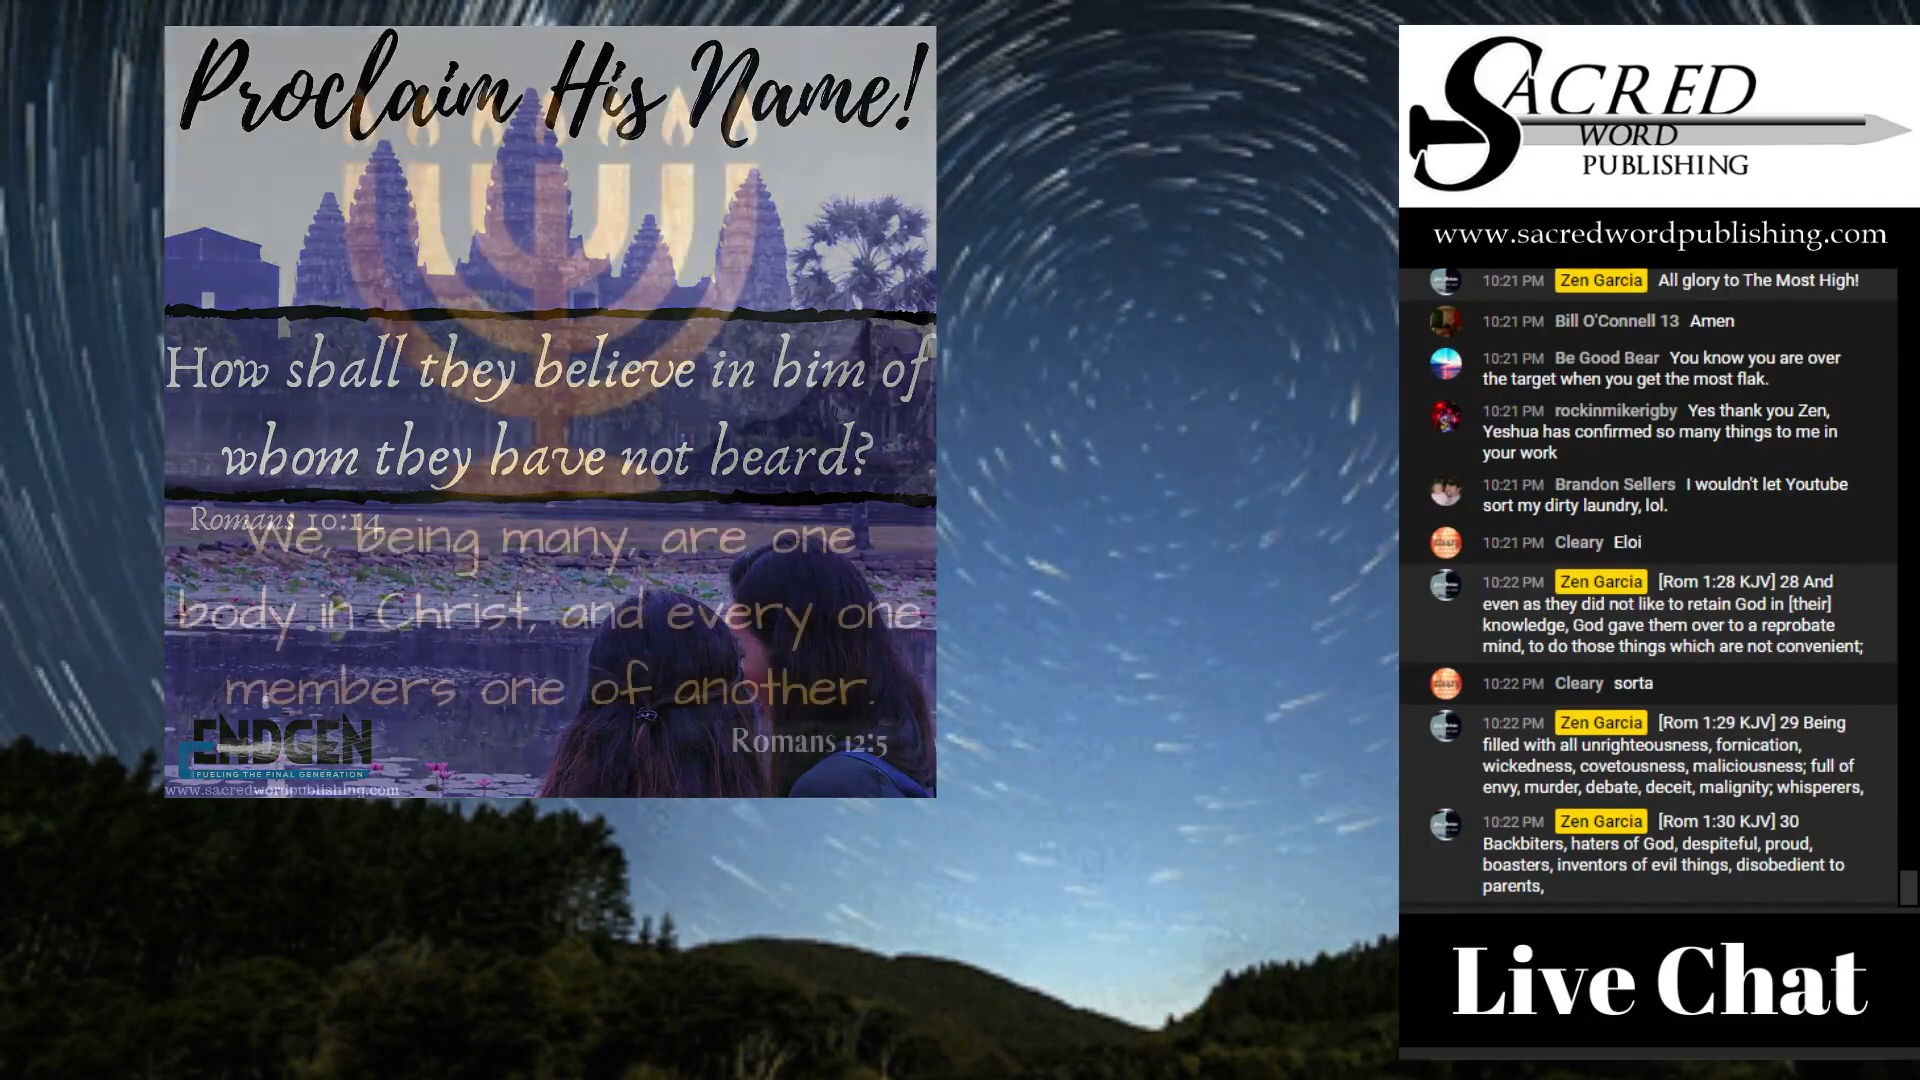 Proclaim His Name!
How shall they believe in him of
whom they have not heard?
Romans 10:14
We, being many, are one
body in Christ, and every one
members one of another.
Romans 12:5
ENDGEN
FUELING THE FINAL GENERATION
www.sacredwordpublishing.com
SACRED
WORD
PUBLISHING
www.sacredwordpublishing.com
10:21 PM Zen Garcia All glory to The Most High!
10:21 PM Bill O'Connell 13 Amen
10:21 PM Be Good Bear You know you are over
the target when you get the most flak.
10:21 PM rockinmikerigby Yes thank you Zen,
Yeshua has confirmed so many things to me in
your work
10:21 PM Brandon Sellers I wouldn't let Youtube
sort my dirty laundry, lol.
10:21 PM Cleary Eloi
10:22 PM Zen Garcia [Rom 1:28 KJV] 28 And
even as they did not like to retain God in [their]
knowledge, God gave them over to a reprobate
mind, to do those things which are not convenient;
10:22 PM Cleary sorta
10:22 PM Zen Garcia [Rom 1:29 KJV] 29 Being
filled with all unrighteousness, fornication,
wickedness, covetousness, maliciousness; full of
envy, murder, debate, deceit, malignity; whisperers,
10:22 PM Zen Garcia [Rom 1:30 KJV] 30
Backbiters, haters of God, despiteful, proud,
boasters, inventors of evil things, disobedient to
parents,
Live Chat